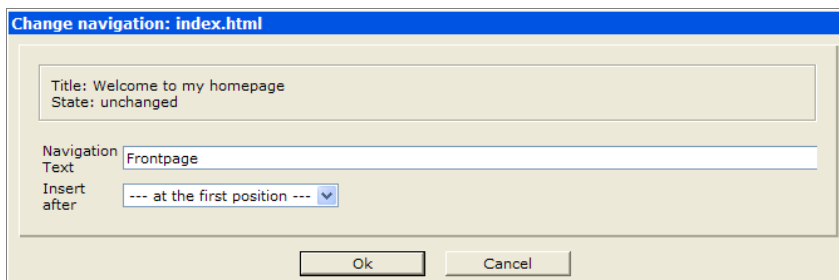 Change navigation: index.html
Title: Welcome to my homepage
State: unchanged
Navigation
Text
Frontpage
Insert
after
--- at the first position ---
Ok
Cancel